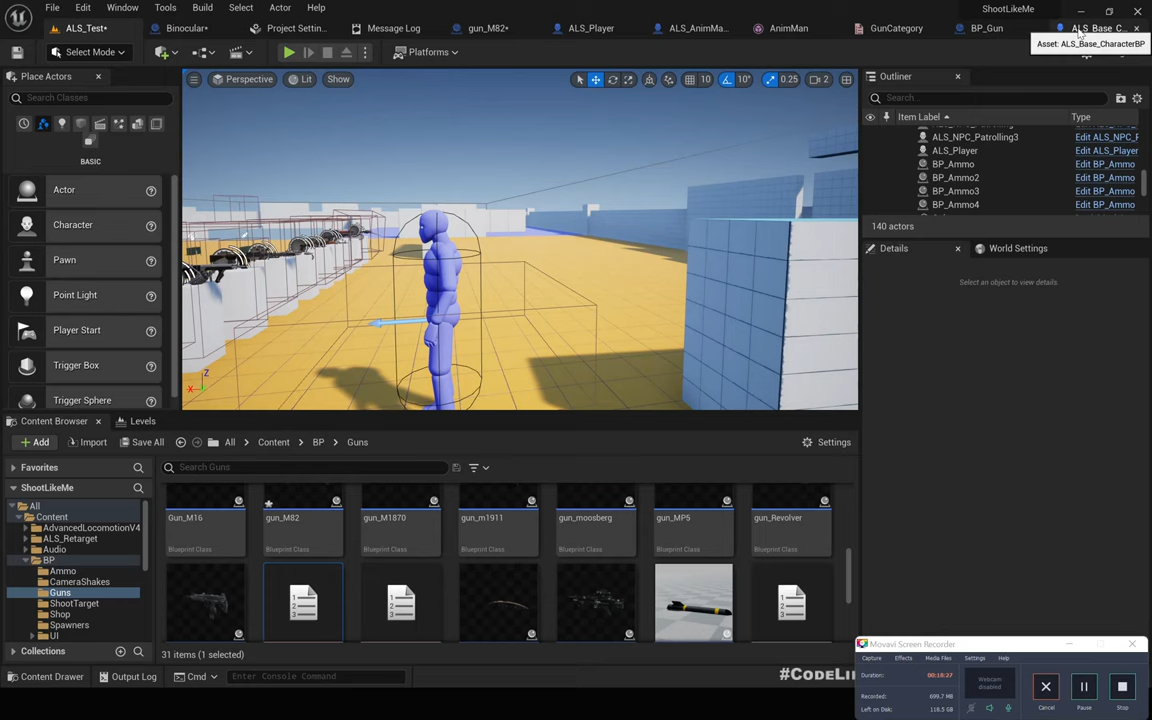 File Edit Window Tools Build Select Actor Help ShootLikeMe
ALS_Test* Binocular* Project Settin... Message Log gun_M82* ALS_Player ALS_AnimMa... AnimMan GunCategory BP_Gun ALS_Base_C...
Asset: ALS_Base_CharacterBP
Select Mode Platforms
Place Actors Perspective Lit Show 10 10° 0.25 2 Outliner
Search Classes Search...
Item Label Type
BASIC
ALS_NPC_Patrolling3 Edit ALS_NPC_F
ALS_Player Edit ALS_Player
BP_Ammo Edit BP_Ammo
BP_Ammo2 Edit BP_Ammo
BP_Ammo3 Edit BP_Ammo
BP_Ammo4 Edit BP_Ammo
140 actors
Actor
Character
Pawn
Point Light
Player Start
Trigger Box
Trigger Sphere
Details World Settings
Select an object to view details.
Z
X
Content Browser Levels
Add Import Save All All Content BP Guns Settings
Favorites Search Guns
ShootLikeMe
All
Content
AdvancedLocomotionV4
ALS_Retarget
Audio
BP
Ammo
CameraShakes
Guns
ShootTarget
Shop
Spawners
UI
Collections
gun_M16 gun_M82 gun_M1870 gun_m1911 gun_moosberg gun_MP5 gun_Revolver
Blueprint Class Blueprint Class Blueprint Class Blueprint Class Blueprint Class Blueprint Class Blueprint Class
31 items (1 selected)
Content Drawer Output Log Cmd Enter Console Command #CodeLi
Movavi Screen Recorder
Capture Effects Media Files Settings Help
Duration: 00:18:27
Recorded: 699.7 MB
Left on Disk: 118.5 GB
Webcam disabled
Cancel Pause Stop